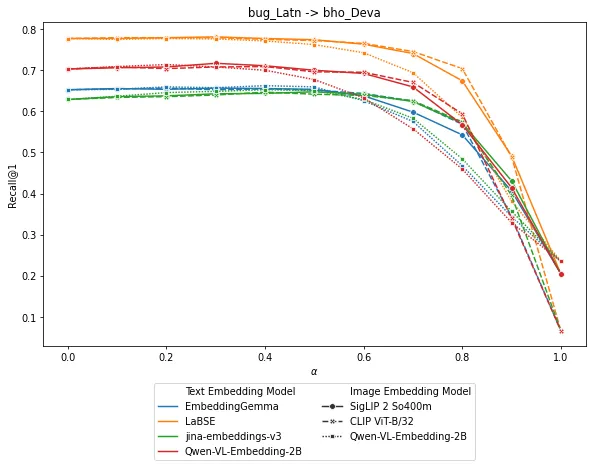 bug_Latn -> bho_Deva
Recall@1
0.8
0.7
0.6
0.5
0.4
0.3
0.2
0.1
0.0 0.2 0.4 0.6 0.8 1.0
α
Text Embedding Model
EmbeddingGemma
LaBSE
jina-embeddings-v3
Qwen-VL-Embedding-2B
Image Embedding Model
SigLIP 2 So400m
CLIP ViT-B/32
Qwen-VL-Embedding-2B